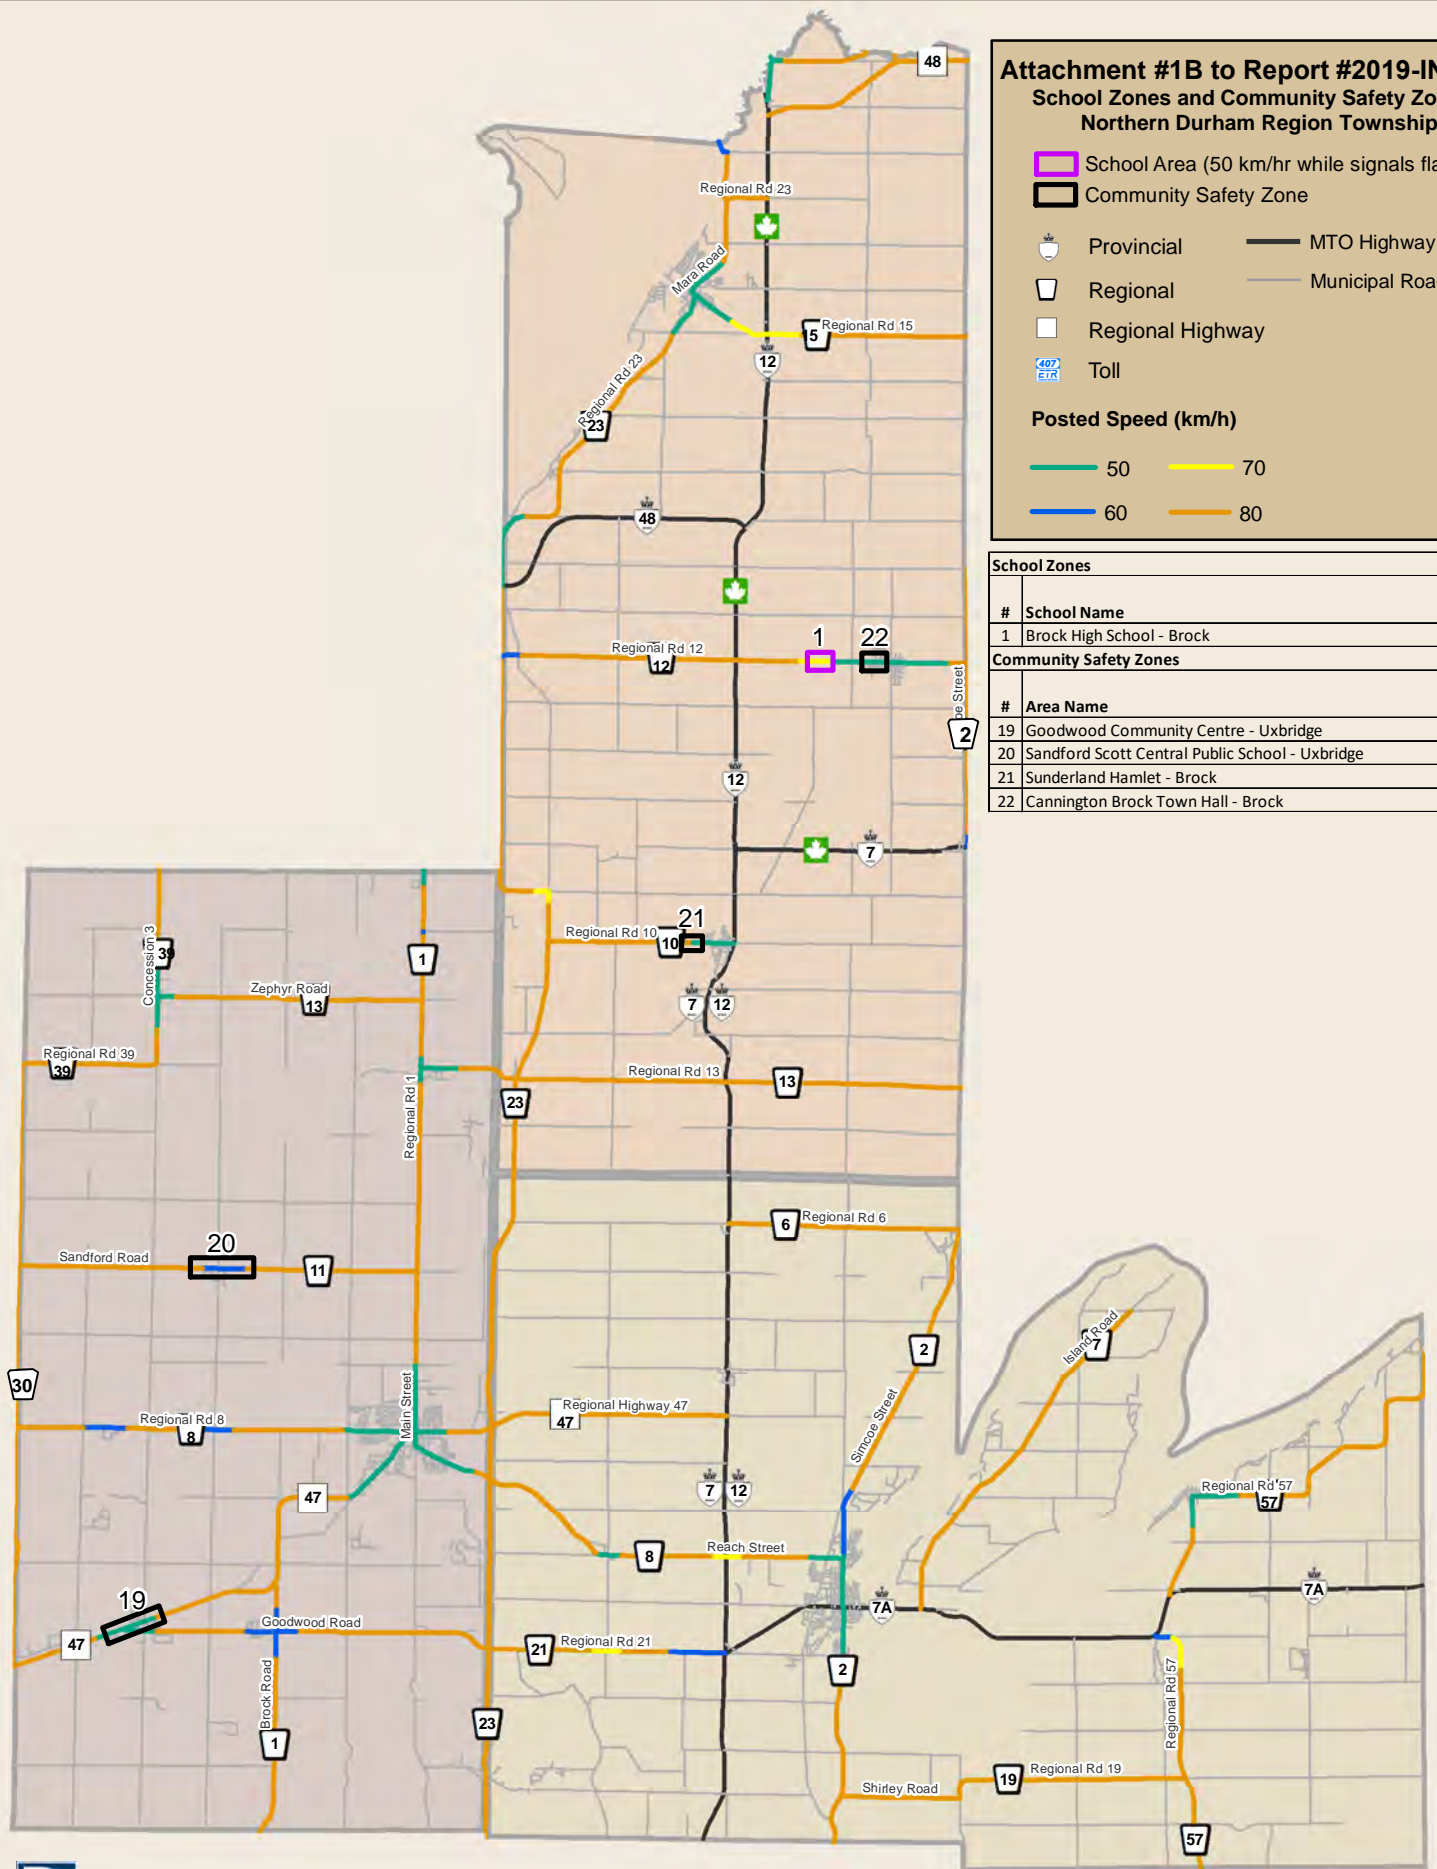 Attachment #1B to Report #2019-IN
School Zones and Community Safety Zo
Northern Durham Region Township
School Area (50 km/hr while signals fla
Community Safety Zone
Provincial
MTO Highway
Regional
Municipal Roa
Regional Highway
407
ETR
Toll
Posted Speed (km/h)
50
70
60
80
School Zones
# School Name
1 Brock High School - Brock
Community Safety Zones
# Area Name
19 Goodwood Community Centre - Uxbridge
20 Sandford Scott Central Public School - Uxbridge
21 Sunderland Hamlet - Brock
22 Cannington Brock Town Hall - Brock
48
Regional Rd 23
Mara Road
15
Regional Rd 15
12
Regional Rd 23
23
48
1
22
Regional Rd 12
12
oe Street
2
12
7
21
Regional Rd 10
10
Concession 3
39
1
Zephyr Road
13
7
12
Regional Rd 39
39
Regional Rd 13
13
23
Regional Rd 1
6
Regional Rd 6
20
Sandford Road
11
2
Island Road
7
30
Main Street
Regional Highway 47
47
Simcoe Street
Regional Rd 8
8
47
7
12
Regional Rd 57
57
8
Reach Street
7A
7A
19
47
Goodwood Road
21
Regional Rd 21
2
Brock Road
1
23
Regional Rd 57
19
Regional Rd 19
Shirley Road
57